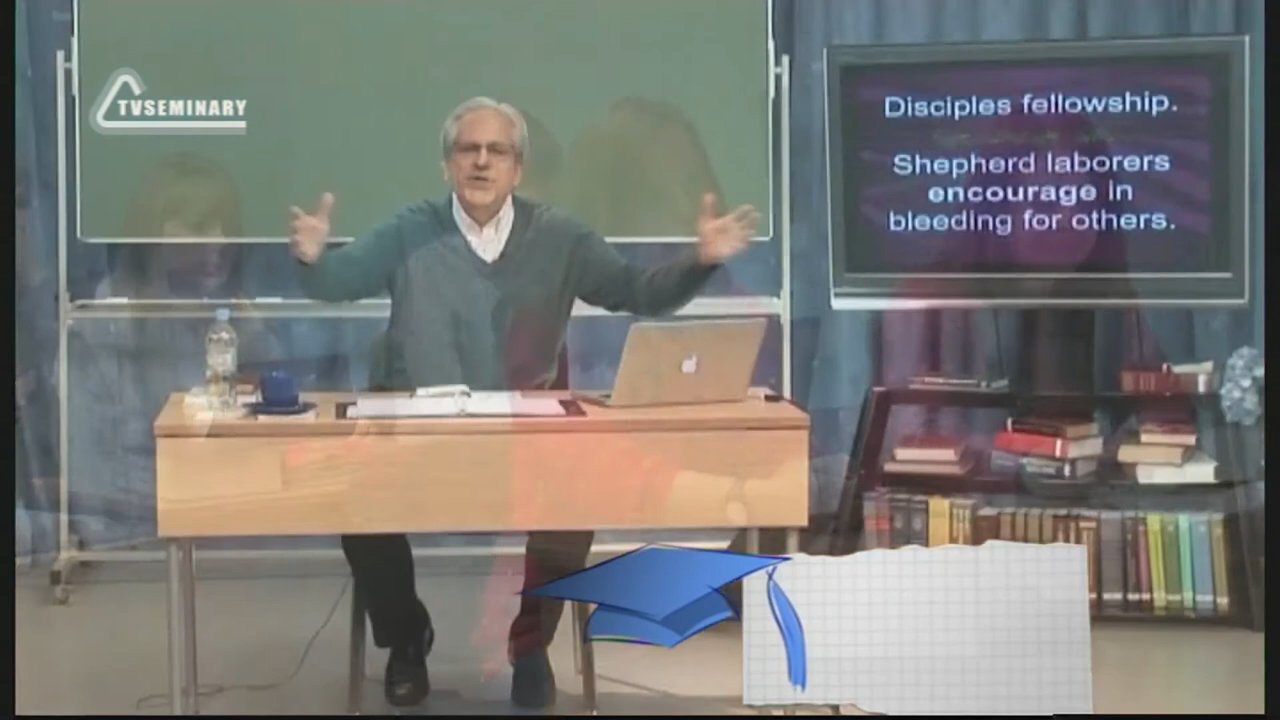 TVSEMINARY
Disciples fellowship.
Shepherd laborers
encourage in
bleeding for others.